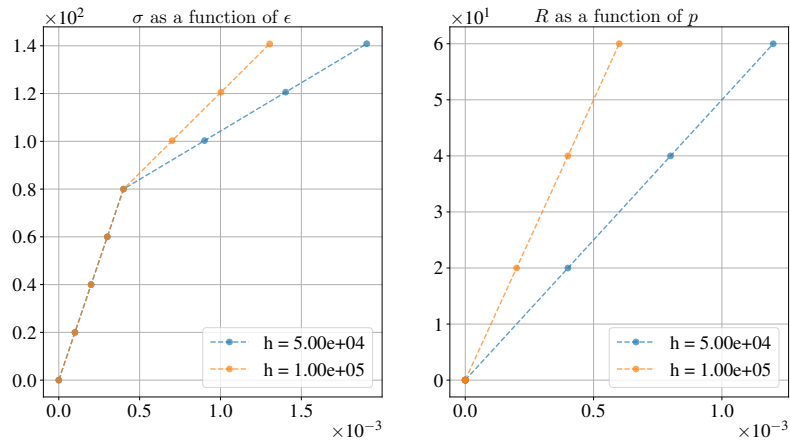 ×10² σ as a function of ϵ
1.4
1.2
1.0
0.8
0.6
0.4
0.2
0.0
h = 5.00e+04
h = 1.00e+05
0.0 0.5 1.0 1.5
×10⁻³
×10¹ R as a function of p
6
5
4
3
2
1
0
h = 5.00e+04
h = 1.00e+05
0.0 0.5 1.0
×10⁻³